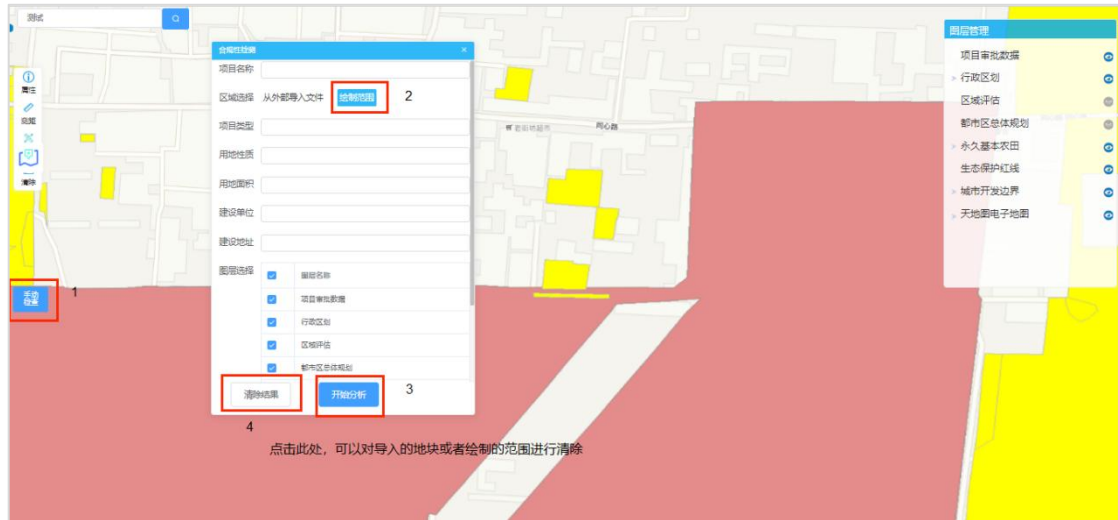 测试
图层管理
合规性检测
×
项目名称
项目审批数据
属性
行政区划
区域选择 从外部导入文件 绘制范围 2
区域评估
项目类型
同心路
都市区总体规划
用地性质
永久基本农田
生态保护红线
清除
用地面积
城市开发边界
建设单位
天地图电子地图
建设地址
图层选择 图层名称
手动
检查
1
项目审批数据
行政区划
区域评估
都市区总体规划
清除结果 开始分析 3
4
点击此处，可以对导入的地块或者绘制的范围进行清除